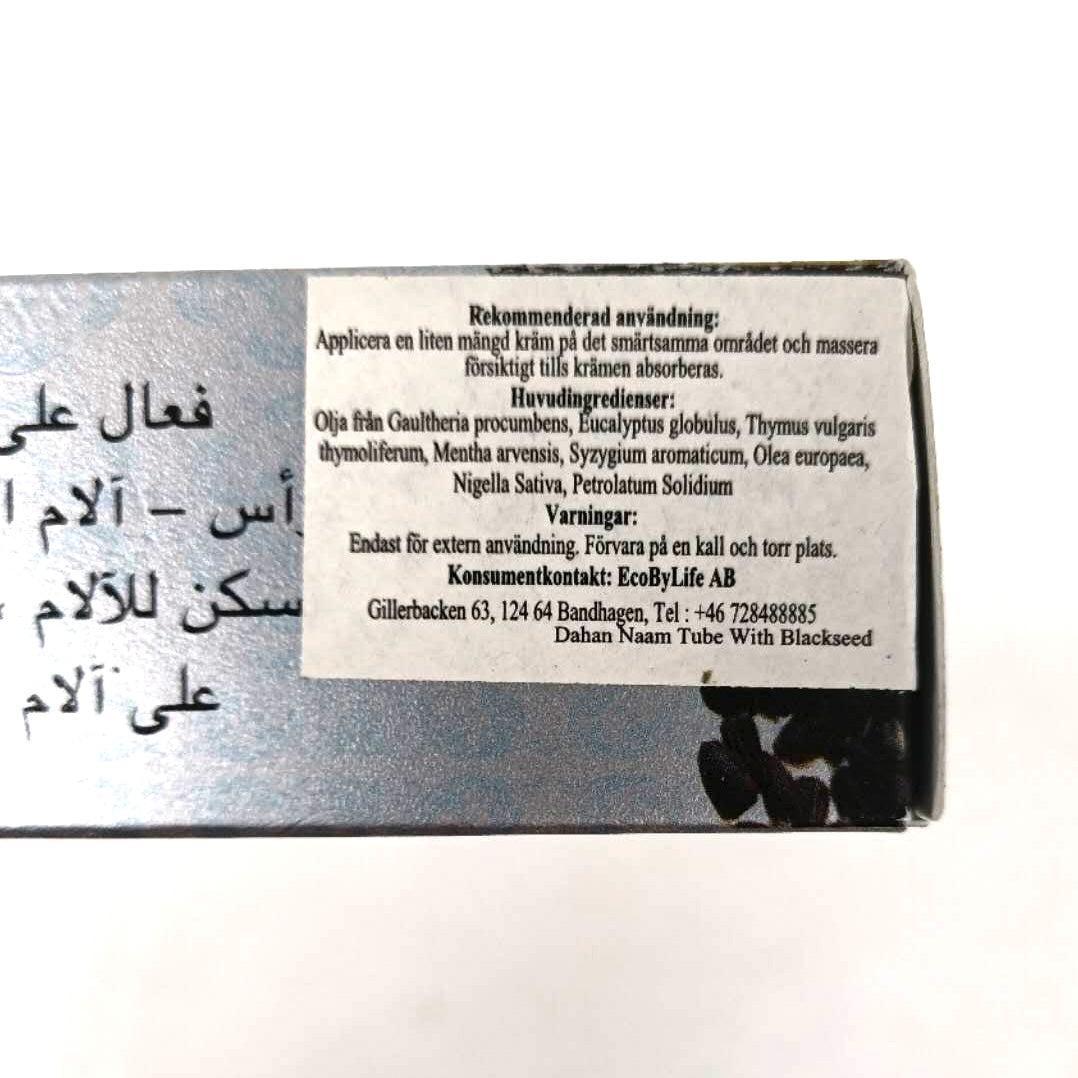 Rekommenderad användning:
Applicera en liten mängd kräm på det smärtsamma området och massera
försiktigt tills krämen absorberas.
Huvudingredienser:
Olja från Gaultheria procumbens, Eucalyptus globulus, Thymus vulgaris
thymoliferum, Mentha arvensis, Syzygium aromaticum, Olea europaea,
Nigella Sativa, Petrolatum Solidium
Varningar:
Endast för extern användning. Förvara på en kall och torr plats.
Konsumentkontakt: EcoByLife AB
Gillerbacken 63, 124 64 Bandhagen, Tel : +46 728488885
Dahan Naam Tube With Blackseed
فعال على
أس – آلام
للآلام
على آلام